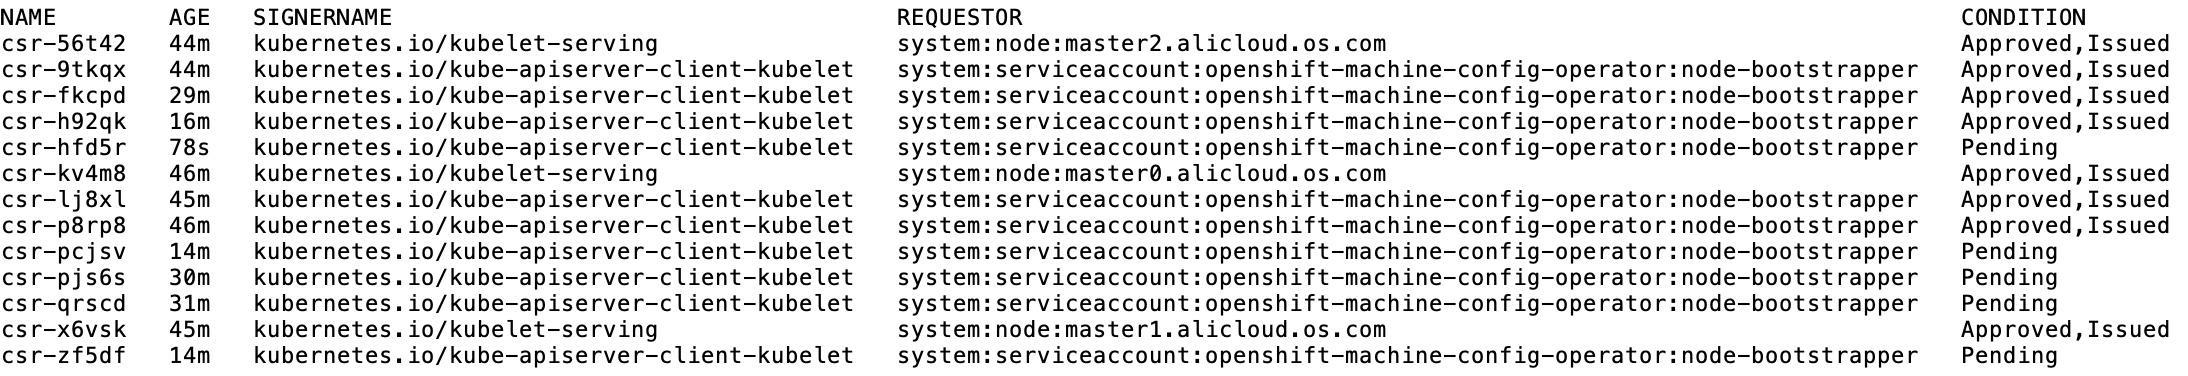 NAME        AGE   SIGNERNAME                                    REQUESTOR                                                                   CONDITION
csr-56t42   44m   kubernetes.io/kubelet-serving                 system:node:master2.alicloud.os.com                                         Approved,Issued
csr-9tkqx   44m   kubernetes.io/kube-apiserver-client-kubelet   system:serviceaccount:openshift-machine-config-operator:node-bootstrapper   Approved,Issued
csr-fkcpd   29m   kubernetes.io/kube-apiserver-client-kubelet   system:serviceaccount:openshift-machine-config-operator:node-bootstrapper   Approved,Issued
csr-h92qk   16m   kubernetes.io/kube-apiserver-client-kubelet   system:serviceaccount:openshift-machine-config-operator:node-bootstrapper   Approved,Issued
csr-hfd5r   78s   kubernetes.io/kube-apiserver-client-kubelet   system:serviceaccount:openshift-machine-config-operator:node-bootstrapper   Pending
csr-kv4m8   46m   kubernetes.io/kubelet-serving                 system:node:master0.alicloud.os.com                                         Approved,Issued
csr-lj8xl   45m   kubernetes.io/kube-apiserver-client-kubelet   system:serviceaccount:openshift-machine-config-operator:node-bootstrapper   Approved,Issued
csr-p8rp8   46m   kubernetes.io/kube-apiserver-client-kubelet   system:serviceaccount:openshift-machine-config-operator:node-bootstrapper   Approved,Issued
csr-pcjsv   14m   kubernetes.io/kube-apiserver-client-kubelet   system:serviceaccount:openshift-machine-config-operator:node-bootstrapper   Pending
csr-pjs6s   30m   kubernetes.io/kube-apiserver-client-kubelet   system:serviceaccount:openshift-machine-config-operator:node-bootstrapper   Pending
csr-qrscd   31m   kubernetes.io/kube-apiserver-client-kubelet   system:serviceaccount:openshift-machine-config-operator:node-bootstrapper   Pending
csr-x6vsk   45m   kubernetes.io/kubelet-serving                 system:node:master1.alicloud.os.com                                         Approved,Issued
csr-zf5df   14m   kubernetes.io/kube-apiserver-client-kubelet   system:serviceaccount:openshift-machine-config-operator:node-bootstrapper   Pending